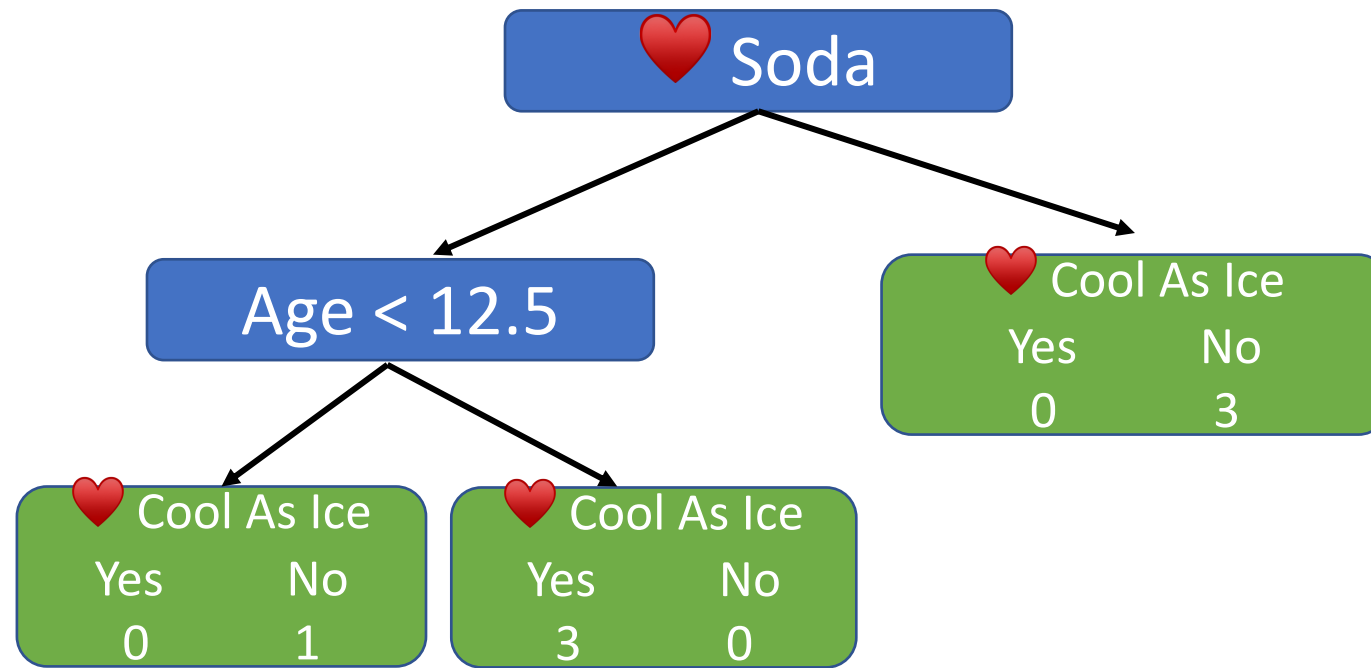 Soda
Age < 12.5
Cool As Ice
Yes No
0 3
Cool As Ice
Yes No
0 1
Cool As Ice
Yes No
3 0